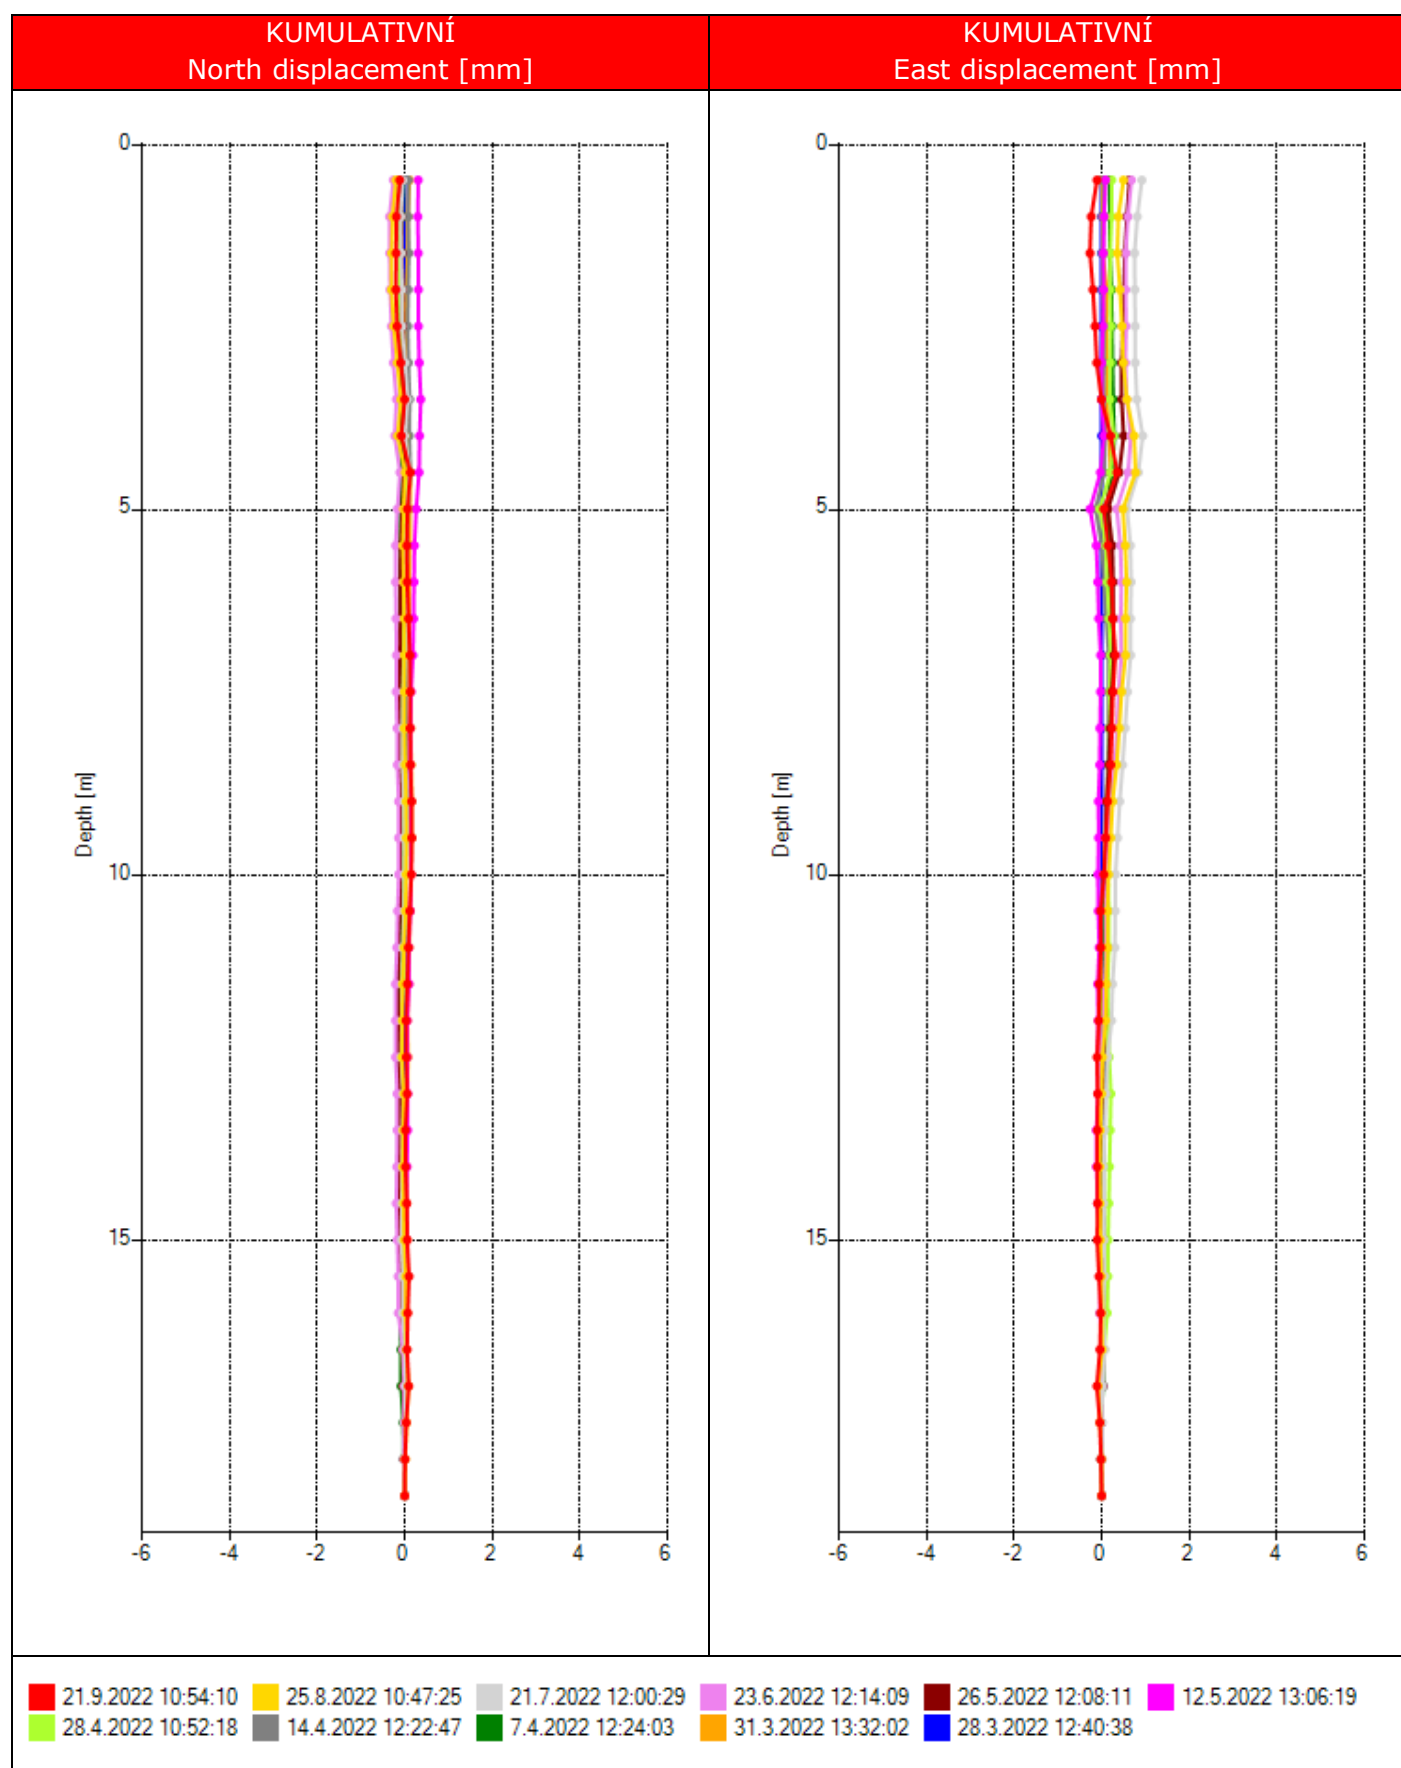 KUMULATIVNÍ
North displacement [mm]
KUMULATIVNÍ
East displacement [mm]
0
5
10
15
Depth [m]
-6 -4 -2 0 2 4 6
0
5
10
15
Depth [m]
-6 -4 -2 0 2 4 6
21.9.2022 10:54:10 25.8.2022 10:47:25 21.7.2022 12:00:29 23.6.2022 12:14:09 26.5.2022 12:08:11 12.5.2022 13:06:19
28.4.2022 10:52:18 14.4.2022 12:22:47 7.4.2022 12:24:03 31.3.2022 13:32:02 28.3.2022 12:40:38